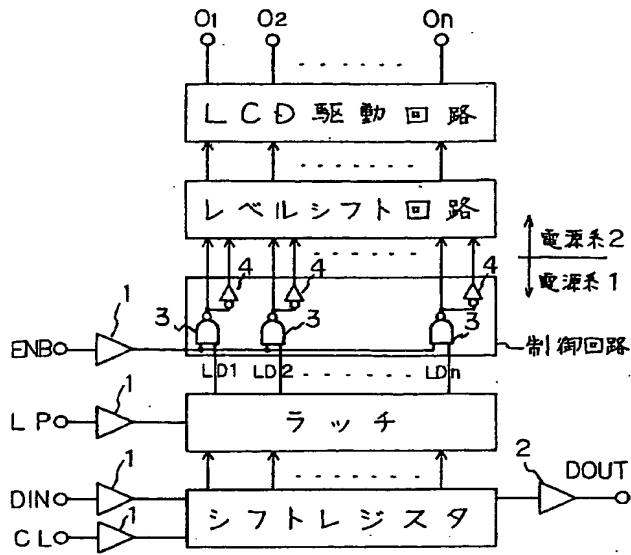 O1 O2 On
LCD駆動回路
レベルシフト回路
電源系2
電源系1
4 4 4
1 3 3 3
ENB
制御回路
LD1 LD2 LDn
1
LP
ラッチ
1 2 DOUT
DIN
シフトレジスタ
1
CL